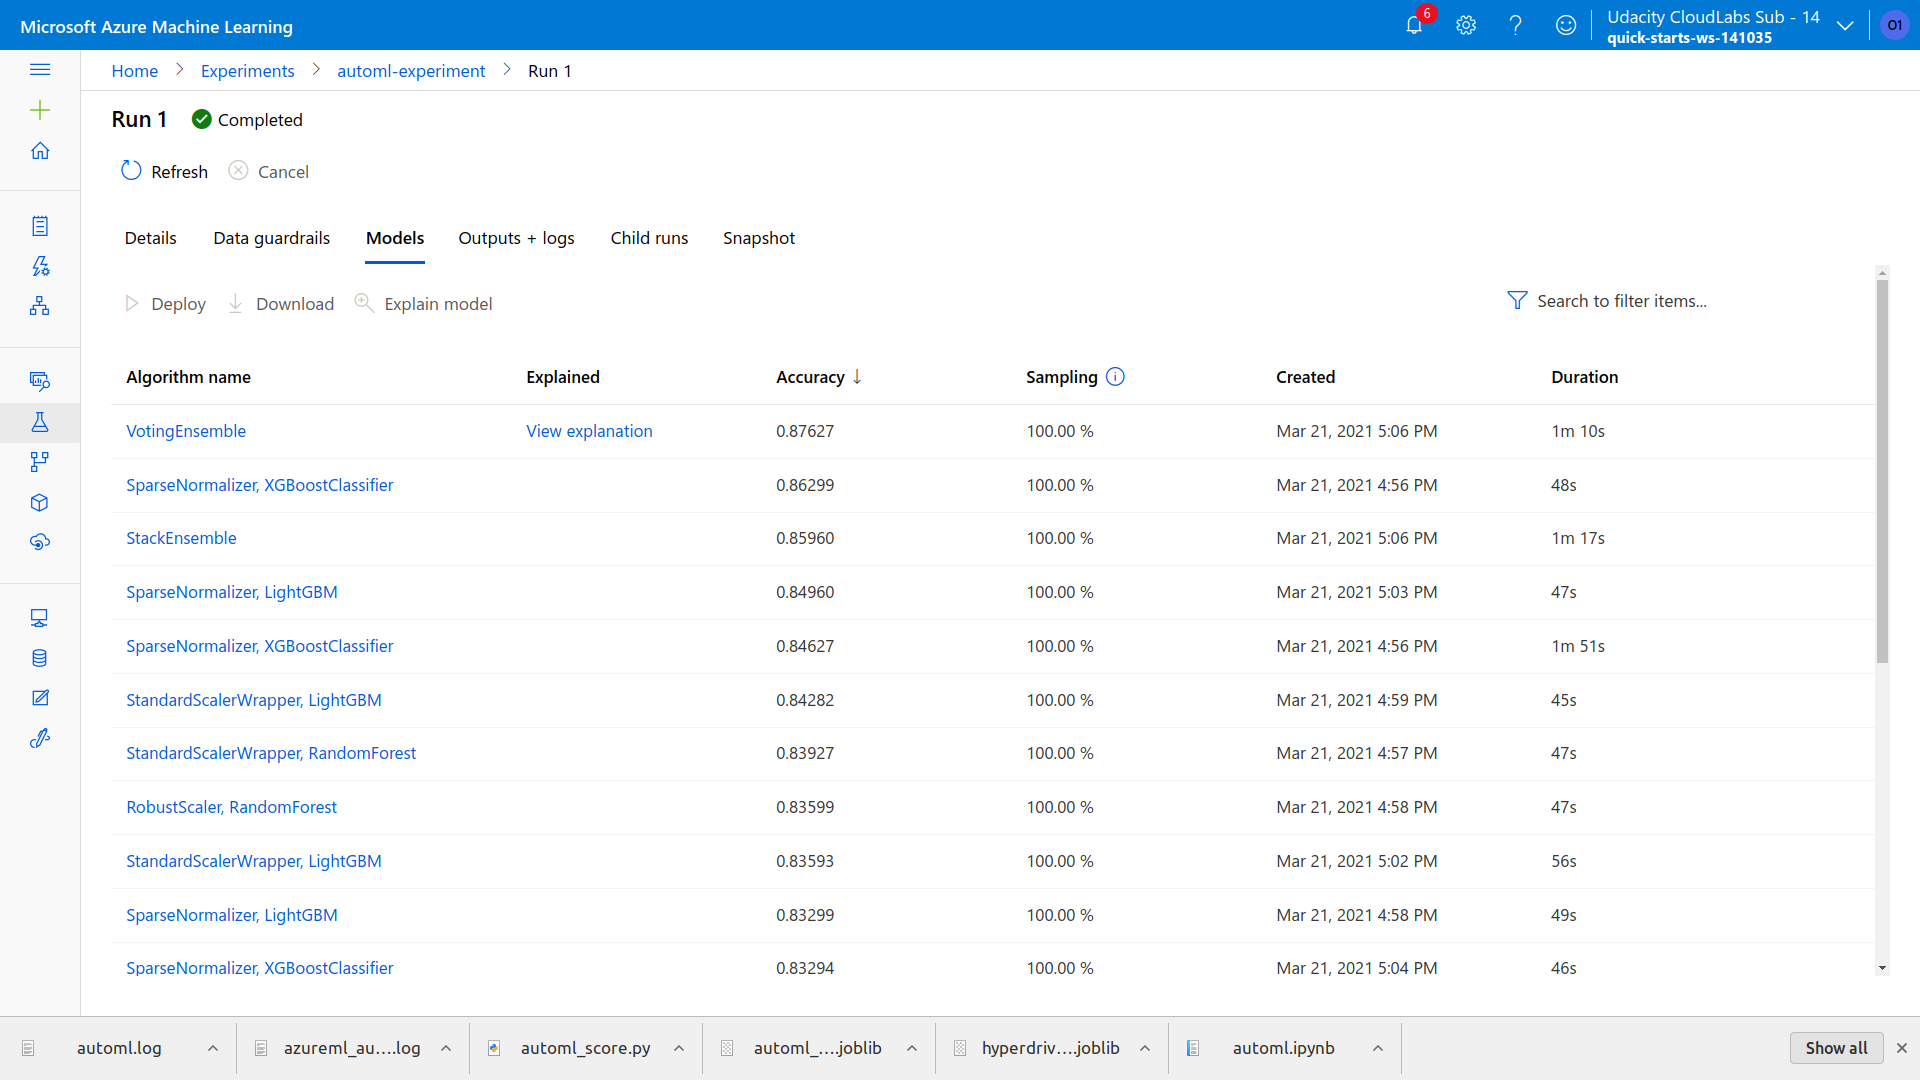 Microsoft Azure Machine Learning
6
Udacity CloudLabs Sub - 14
quick-starts-ws-141035
O1
Home > Experiments > automl-experiment > Run 1
Run 1 Completed
Refresh Cancel
Details Data guardrails Models Outputs + logs Child runs Snapshot
Deploy Download Explain model Search to filter items...
Algorithm name Explained Accuracy ↓ Sampling Created Duration
VotingEnsemble View explanation 0.87627 100.00 % Mar 21, 2021 5:06 PM 1m 10s
SparseNormalizer, XGBoostClassifier 0.86299 100.00 % Mar 21, 2021 4:56 PM 48s
StackEnsemble 0.85960 100.00 % Mar 21, 2021 5:06 PM 1m 17s
SparseNormalizer, LightGBM 0.84960 100.00 % Mar 21, 2021 5:03 PM 47s
SparseNormalizer, XGBoostClassifier 0.84627 100.00 % Mar 21, 2021 4:56 PM 1m 51s
StandardScalerWrapper, LightGBM 0.84282 100.00 % Mar 21, 2021 4:59 PM 45s
StandardScalerWrapper, RandomForest 0.83927 100.00 % Mar 21, 2021 4:57 PM 47s
RobustScaler, RandomForest 0.83599 100.00 % Mar 21, 2021 4:58 PM 47s
StandardScalerWrapper, LightGBM 0.83593 100.00 % Mar 21, 2021 5:02 PM 56s
SparseNormalizer, LightGBM 0.83299 100.00 % Mar 21, 2021 4:58 PM 49s
SparseNormalizer, XGBoostClassifier 0.83294 100.00 % Mar 21, 2021 5:04 PM 46s
automl.log azureml_au....log automl_score.py automl_....joblib hyperdriv....joblib automl.ipynb Show all